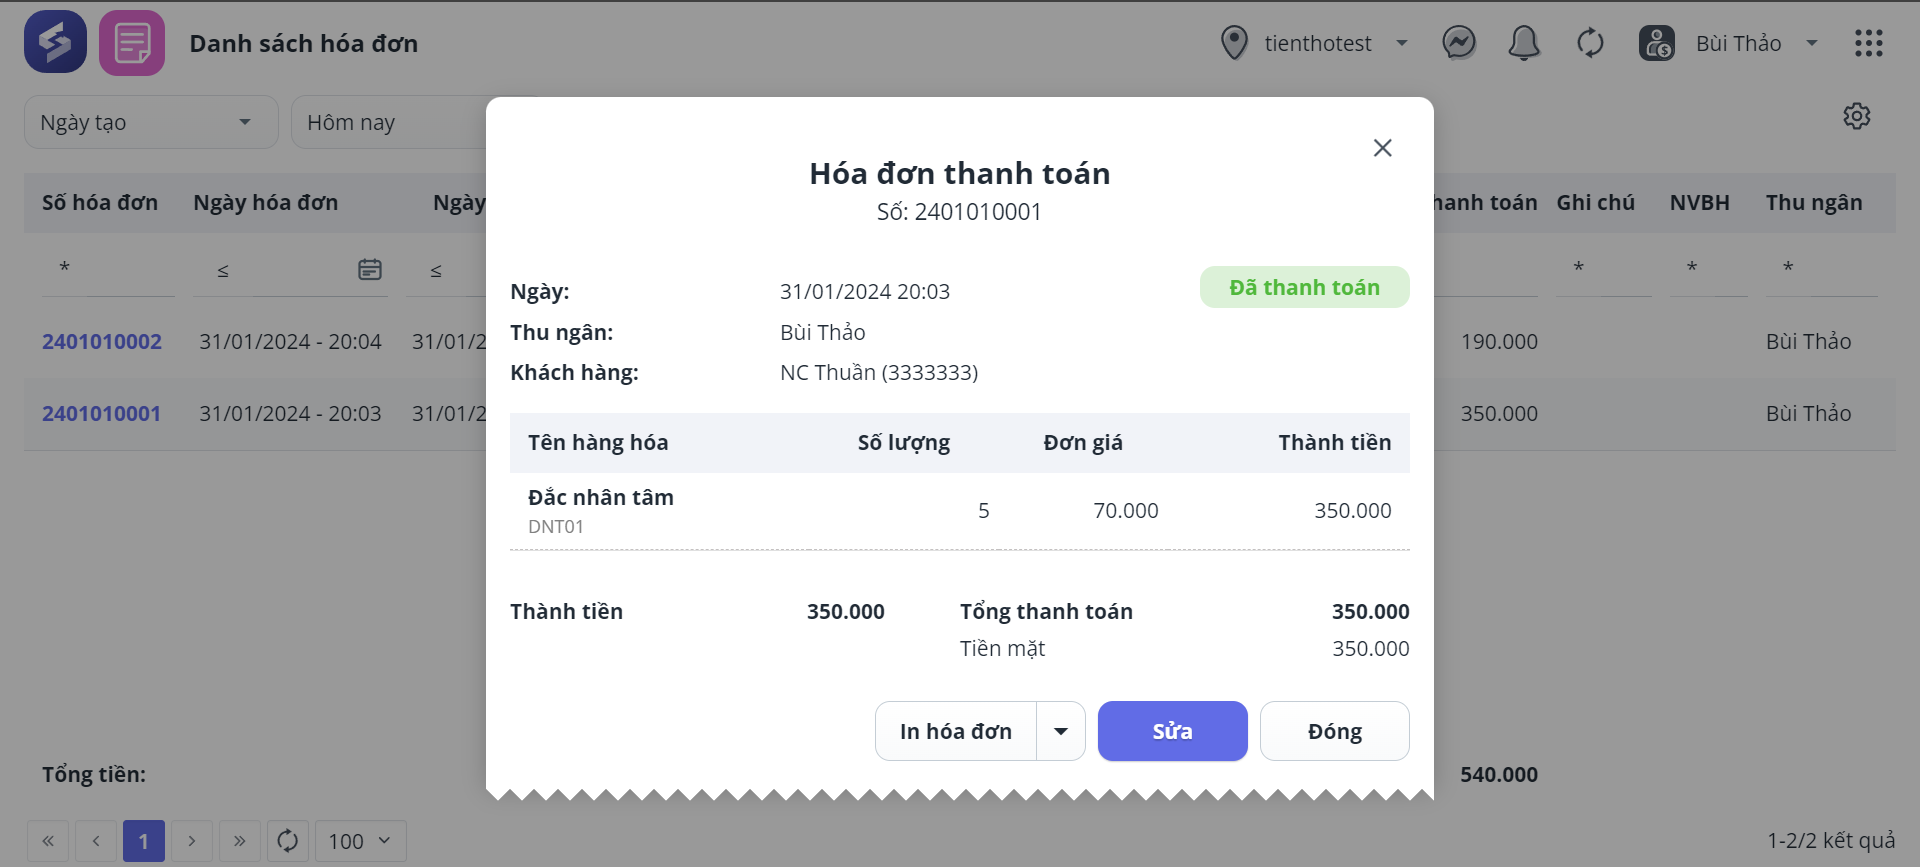 Danh sách hóa đơn
tienthotest
Bùi Thảo
Ngày tạo
Hôm nay
Số hóa đơn Ngày hóa đơn Ngày
hanh toán Ghi chú NVBH Thu ngân
* ≤ ≤ * * *
2401010002 31/01/2024 - 20:04 31/01/2 190.000 Bùi Thảo
2401010001 31/01/2024 - 20:03 31/01/2 350.000 Bùi Thảo
Hóa đơn thanh toán
Số: 2401010001
Ngày: 31/01/2024 20:03 Đã thanh toán
Thu ngân: Bùi Thảo
Khách hàng: NC Thuần (3333333)
Tên hàng hóa Số lượng Đơn giá Thành tiền
Đắc nhân tâm 5 70.000 350.000
DNT01
Thành tiền 350.000 Tổng thanh toán 350.000
Tiền mặt 350.000
In hóa đơn Sửa Đóng
Tổng tiền: 540.000
« ‹ 1 › » 100 1-2/2 kết quả